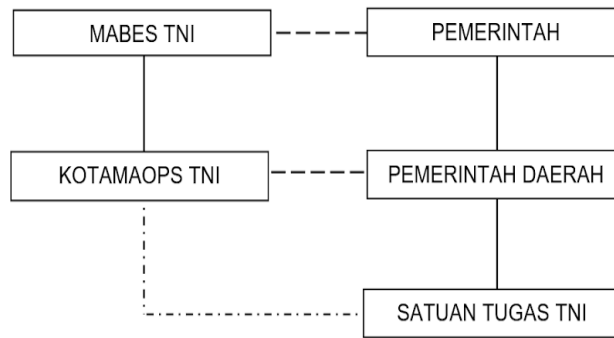 MABES TNI
PEMERINTAH
KOTAMAOPS TNI
PEMERINTAH DAERAH
SATUAN TUGAS TNI